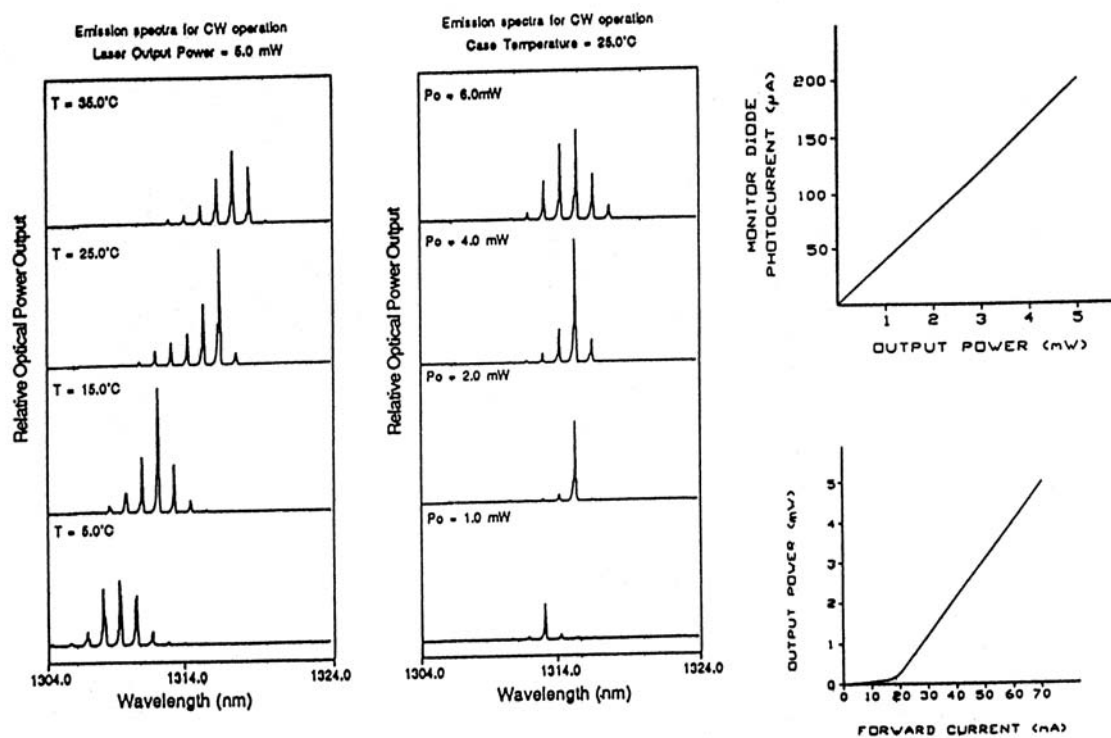 Emission spectra for CW operation
Laser Output Power = 5.0 mW
T = 35.0°C
T = 25.0°C
T = 15.0°C
T = 5.0°C
Relative Optical Power Output
1304.0
1314.0
1324.0
Wavelength (nm)
Emission spectra for CW operation
Case Temperature = 25.0°C
Po = 6.0mW
Po = 4.0 mW
Po = 2.0 mW
Po = 1.0 mW
Relative Optical Power Output
1304.0
1314.0
1324.0
Wavelength (nm)
MONITOR DIODE
PHOTOCURRENT (μA)
200
150
100
50
1 2 3 4 5
OUTPUT POWER (mW)
OUTPUT POWER (mW)
5
4
3
2
1
0
0 10 20 30 40 50 60 70
FORWARD CURRENT (mA)